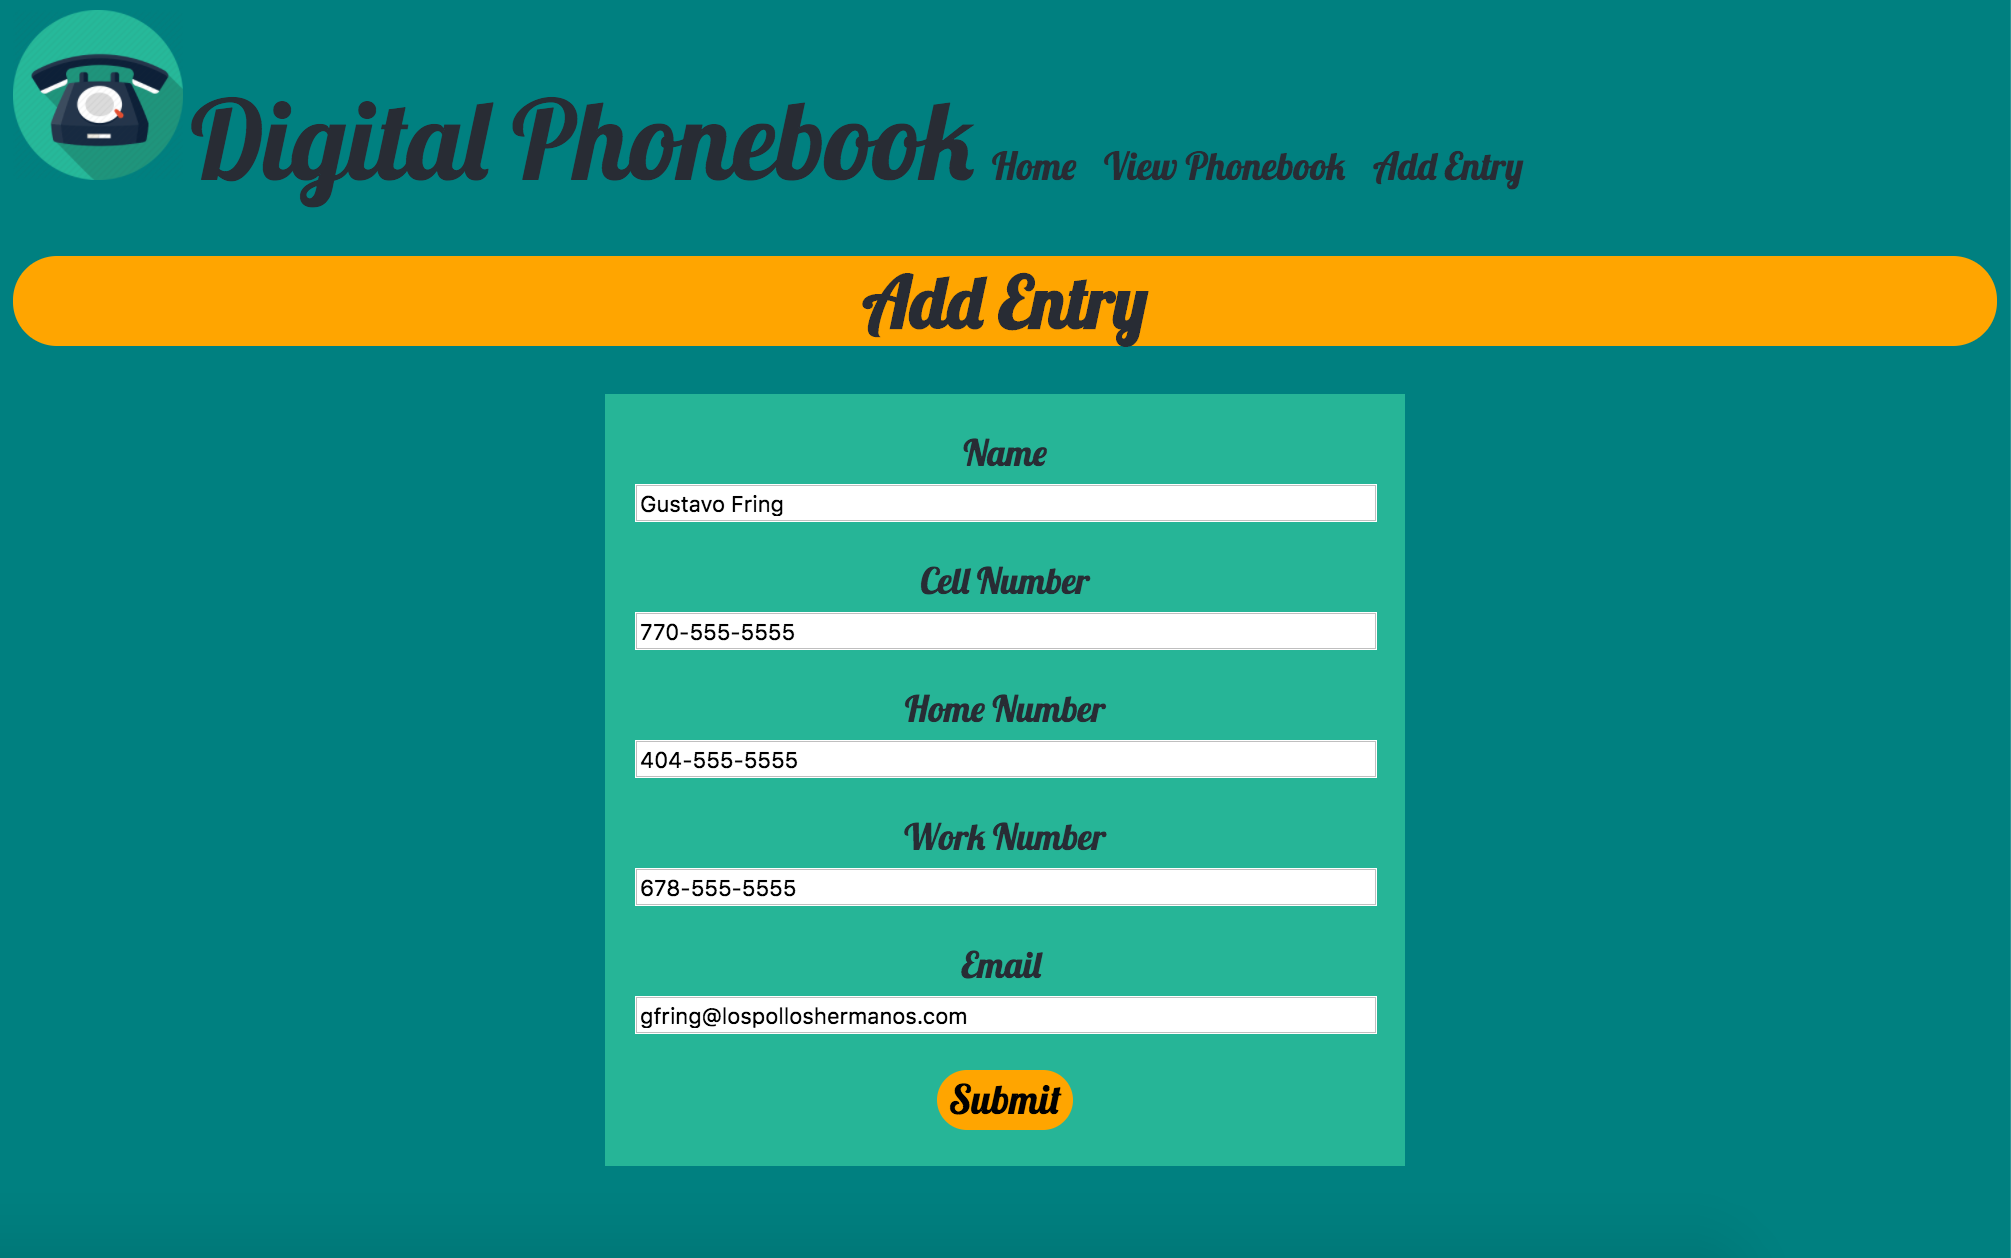 Digital Phonebook Home View Phonebook Add Entry
Add Entry
Name
Gustavo Fring
Cell Number
770-555-5555
Home Number
404-555-5555
Work Number
678-555-5555
Email
gfring@lospolloshermanos.com
Submit